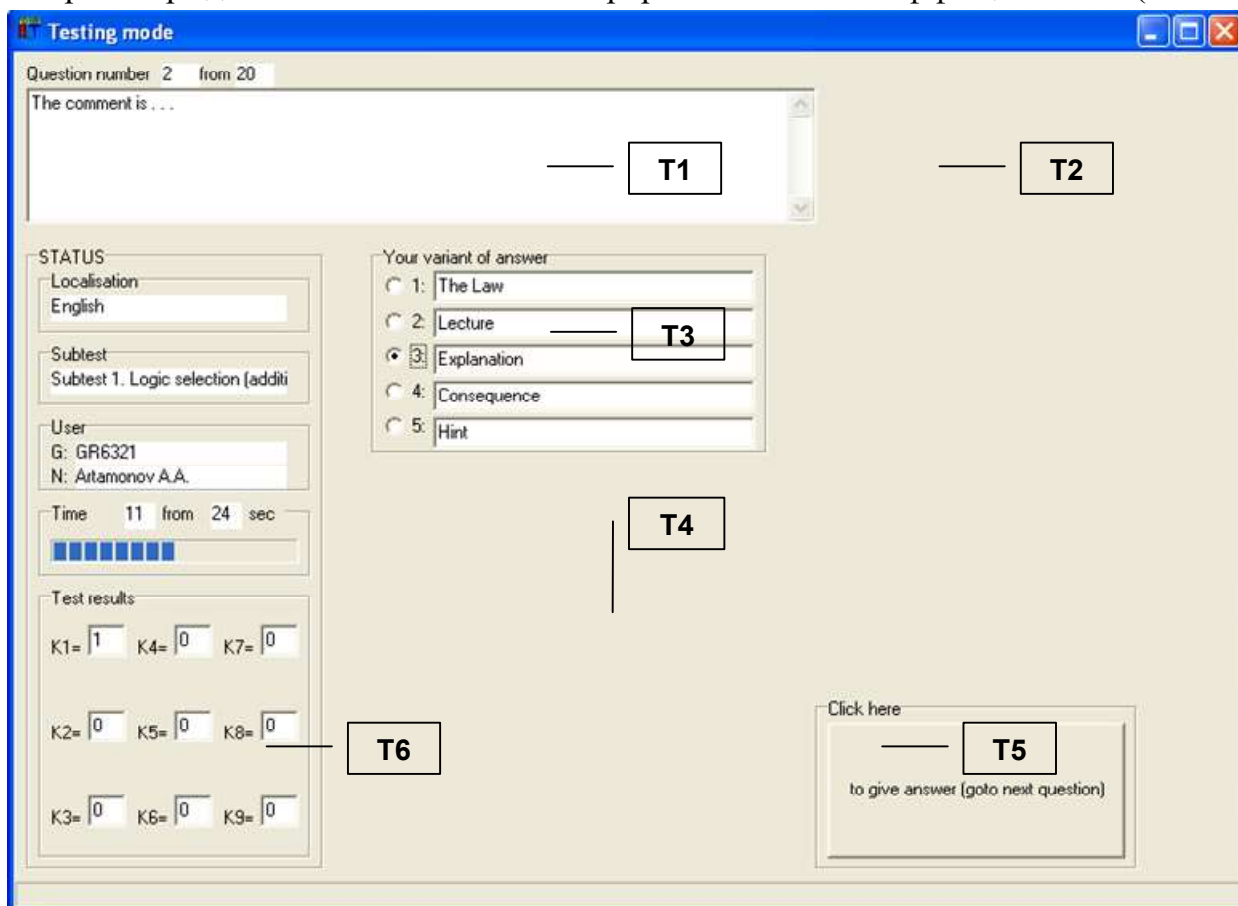 Testing mode
Question number 2 from 20
The comment is . . .
T1
T2
STATUS
Localisation
English
Subtest
Subtest 1. Logic selection (additi
User
G: GR6321
N: Artamonov A.A.
Time 11 from 24 sec
Test results
K1= 1 K4= 0 K7= 0
K2= 0 K5= 0 K8= 0
K3= 0 K6= 0 K9= 0
T6
Your variant of answer
1: The Law
2: Lecture
T3
3: Explanation
4: Consequence
5: Hint
T4
Click here
T5
to give answer (goto next question)